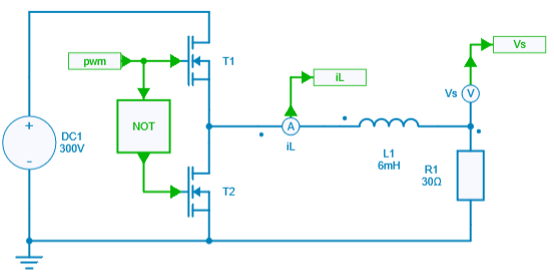 Vs
pwm
T1
iL
Vs
V
NOT
A
iL
+
DC1
300V
-
L1
6mH
R1
30Ω
T2